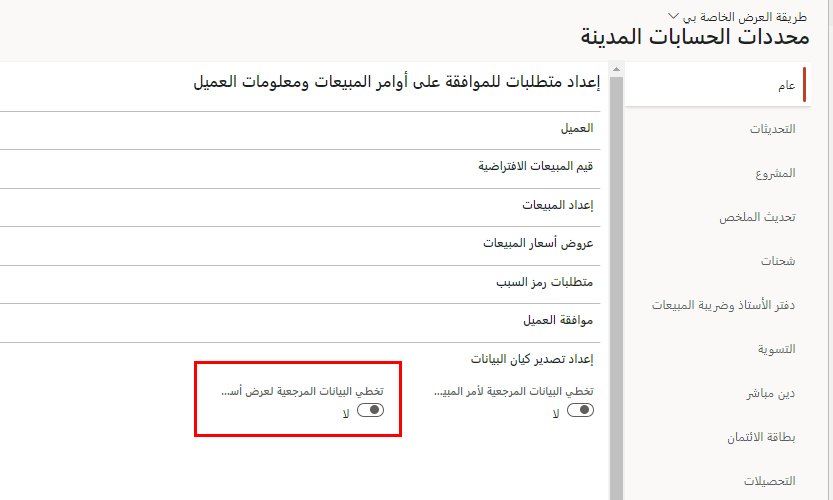 طريقة العرض الخاصة بي
محددات الحسابات المدينة
عام
التحديثات
المشروع
تحديث الملخص
شحنات
دفتر الأستاذ وضريبة المبيعات
التسوية
دين مباشر
بطاقة الائتمان
التحصيلات
إعداد متطلبات للموافقة على أوامر المبيعات ومعلومات العميل
العميل
قيم المبيعات الافتراضية
إعداد المبيعات
عروض أسعار المبيعات
متطلبات رمز السبب
موافقة العميل
إعداد تصدير كيان البيانات
تخطي البيانات المرجعية لأمر المبيـ...
لا
تخطي البيانات المرجعية لعرض أسـ...
لا